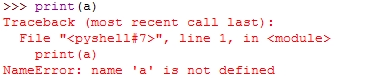 >>> print(a)
Traceback (most recent call last):
  File "<pyshell#7>", line 1, in <module>
    print(a)
NameError: name 'a' is not defined